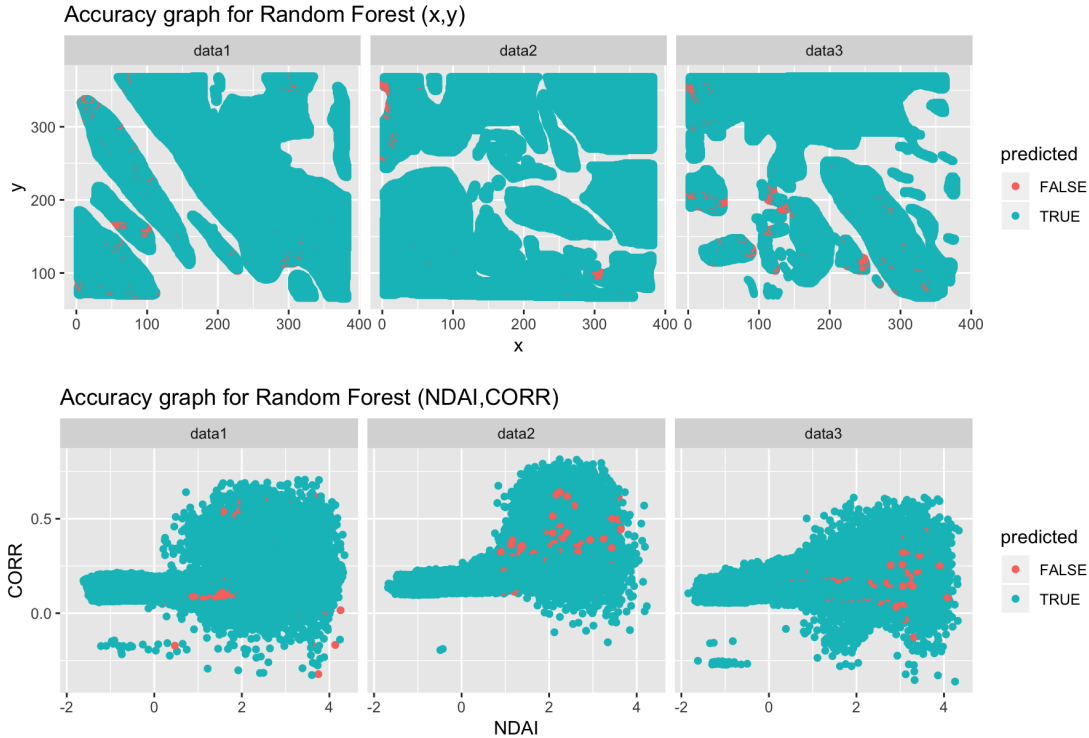 Accuracy graph for Random Forest (x,y)
data1 data2 data3
y
300
200
100
0 100 200 300 400 0 100 200 300 400 0 100 200 300 400
x
predicted
FALSE
TRUE
Accuracy graph for Random Forest (NDAI,CORR)
data1 data2 data3
CORR
0.5
0.0
-2 0 2 4 -2 0 2 4 -2 0 2 4
NDAI
predicted
FALSE
TRUE